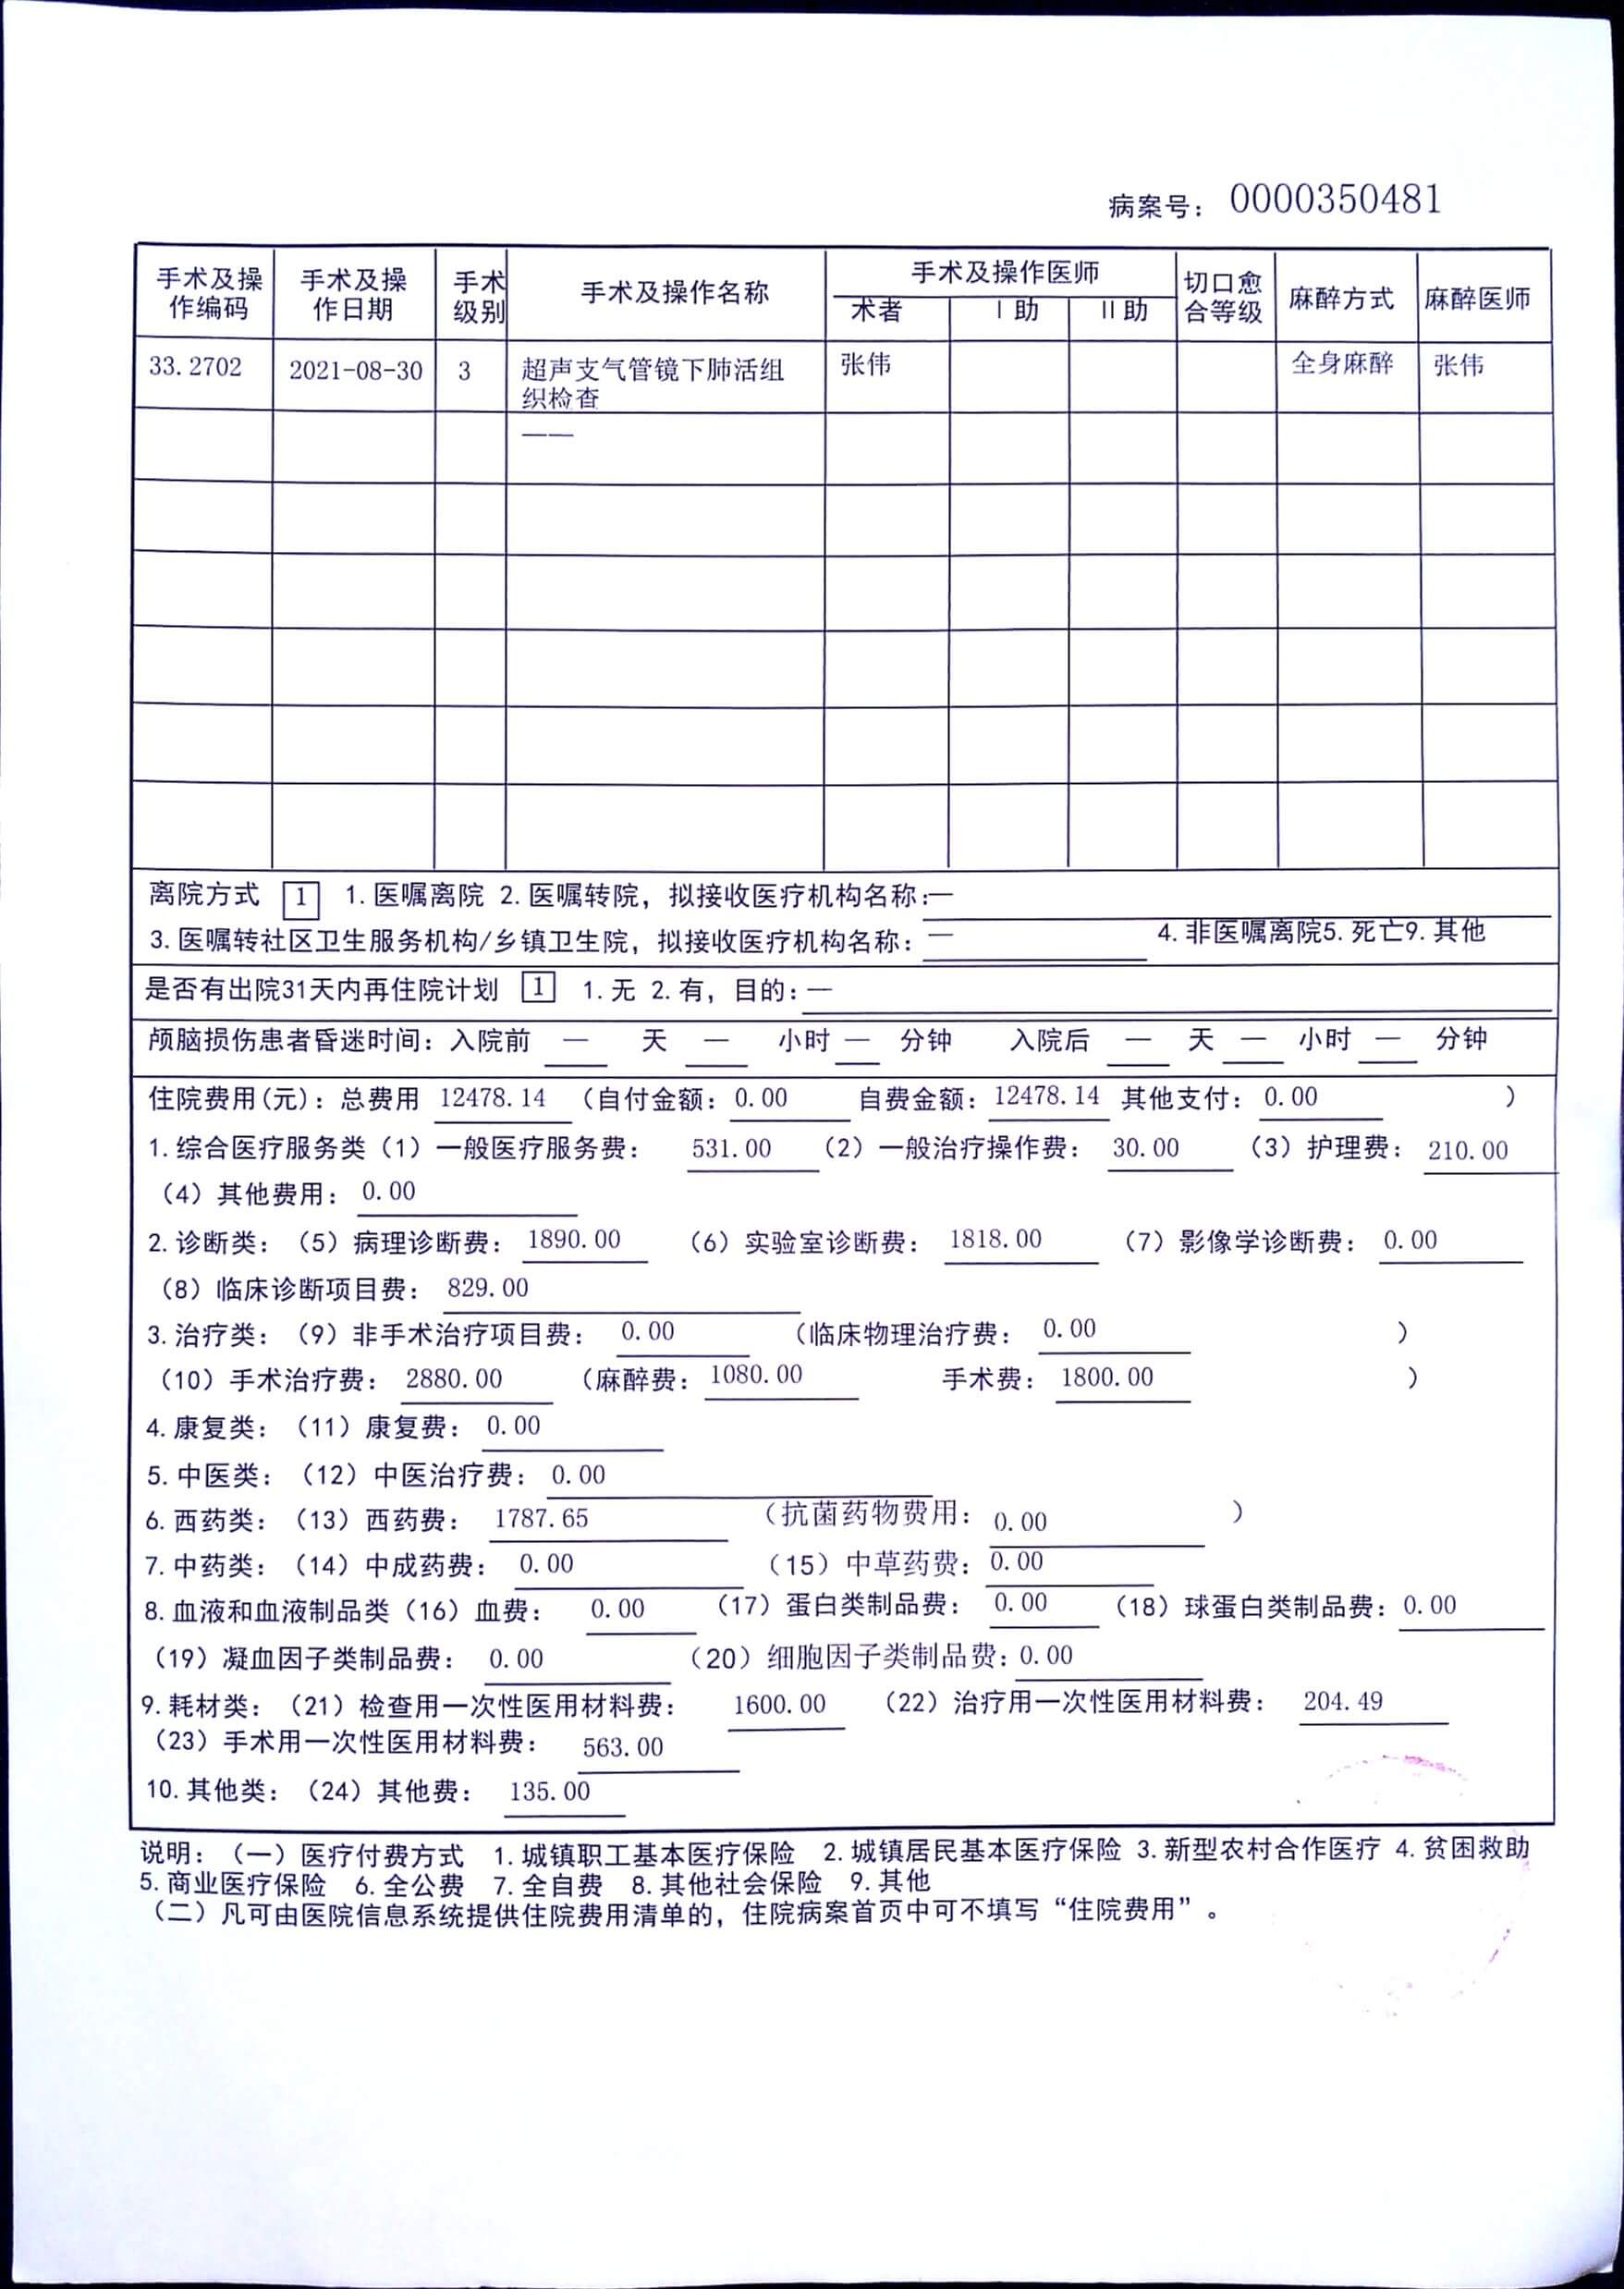 病案号： 0000350481
手术及操作编码 手术及操作日期 手术级别 手术及操作名称 手术及操作医师 切口愈合等级 麻醉方式 麻醉医师
术者 Ⅰ助 Ⅱ助
33.2702 2021-08-30 3 超声支气管镜下肺活组织检查 张伟 全身麻醉 张伟
——
离院方式 1 1.医嘱离院 2.医嘱转院，拟接收医疗机构名称：—
3.医嘱转社区卫生服务机构/乡镇卫生院，拟接收医疗机构名称：— 4.非医嘱离院5.死亡9.其他
是否有出院31天内再住院计划 1 1.无 2.有，目的：—
颅脑损伤患者昏迷时间：入院前 — 天 — 小时 — 分钟 入院后 — 天 — 小时 — 分钟
住院费用(元)：总费用 12478.14 （自付金额：0.00 自费金额：12478.14 其他支付：0.00 ）
1.综合医疗服务类（1）一般医疗服务费： 531.00 （2）一般治疗操作费： 30.00 （3）护理费： 210.00
（4）其他费用： 0.00
2.诊断类：（5）病理诊断费： 1890.00 （6）实验室诊断费： 1818.00 （7）影像学诊断费： 0.00
（8）临床诊断项目费： 829.00
3.治疗类：（9）非手术治疗项目费： 0.00 （临床物理治疗费： 0.00 ）
（10）手术治疗费： 2880.00 （麻醉费：1080.00 手术费： 1800.00 ）
4.康复类：（11）康复费： 0.00
5.中医类：（12）中医治疗费： 0.00
6.西药类：（13）西药费： 1787.65 （抗菌药物费用： 0.00 ）
7.中药类：（14）中成药费： 0.00 （15）中草药费：0.00
8.血液和血液制品类（16）血费： 0.00 （17）蛋白类制品费： 0.00 （18）球蛋白类制品费：0.00
（19）凝血因子类制品费： 0.00 （20）细胞因子类制品费：0.00
9.耗材类：（21）检查用一次性医用材料费： 1600.00 （22）治疗用一次性医用材料费： 204.49
（23）手术用一次性医用材料费： 563.00
10.其他类：（24）其他费： 135.00
说明：（一）医疗付费方式 1.城镇职工基本医疗保险 2.城镇居民基本医疗保险 3.新型农村合作医疗 4.贫困救助
5.商业医疗保险 6.全公费 7.全自费 8.其他社会保险 9.其他
（二）凡可由医院信息系统提供住院费用清单的，住院病案首页中可不填写“住院费用”。